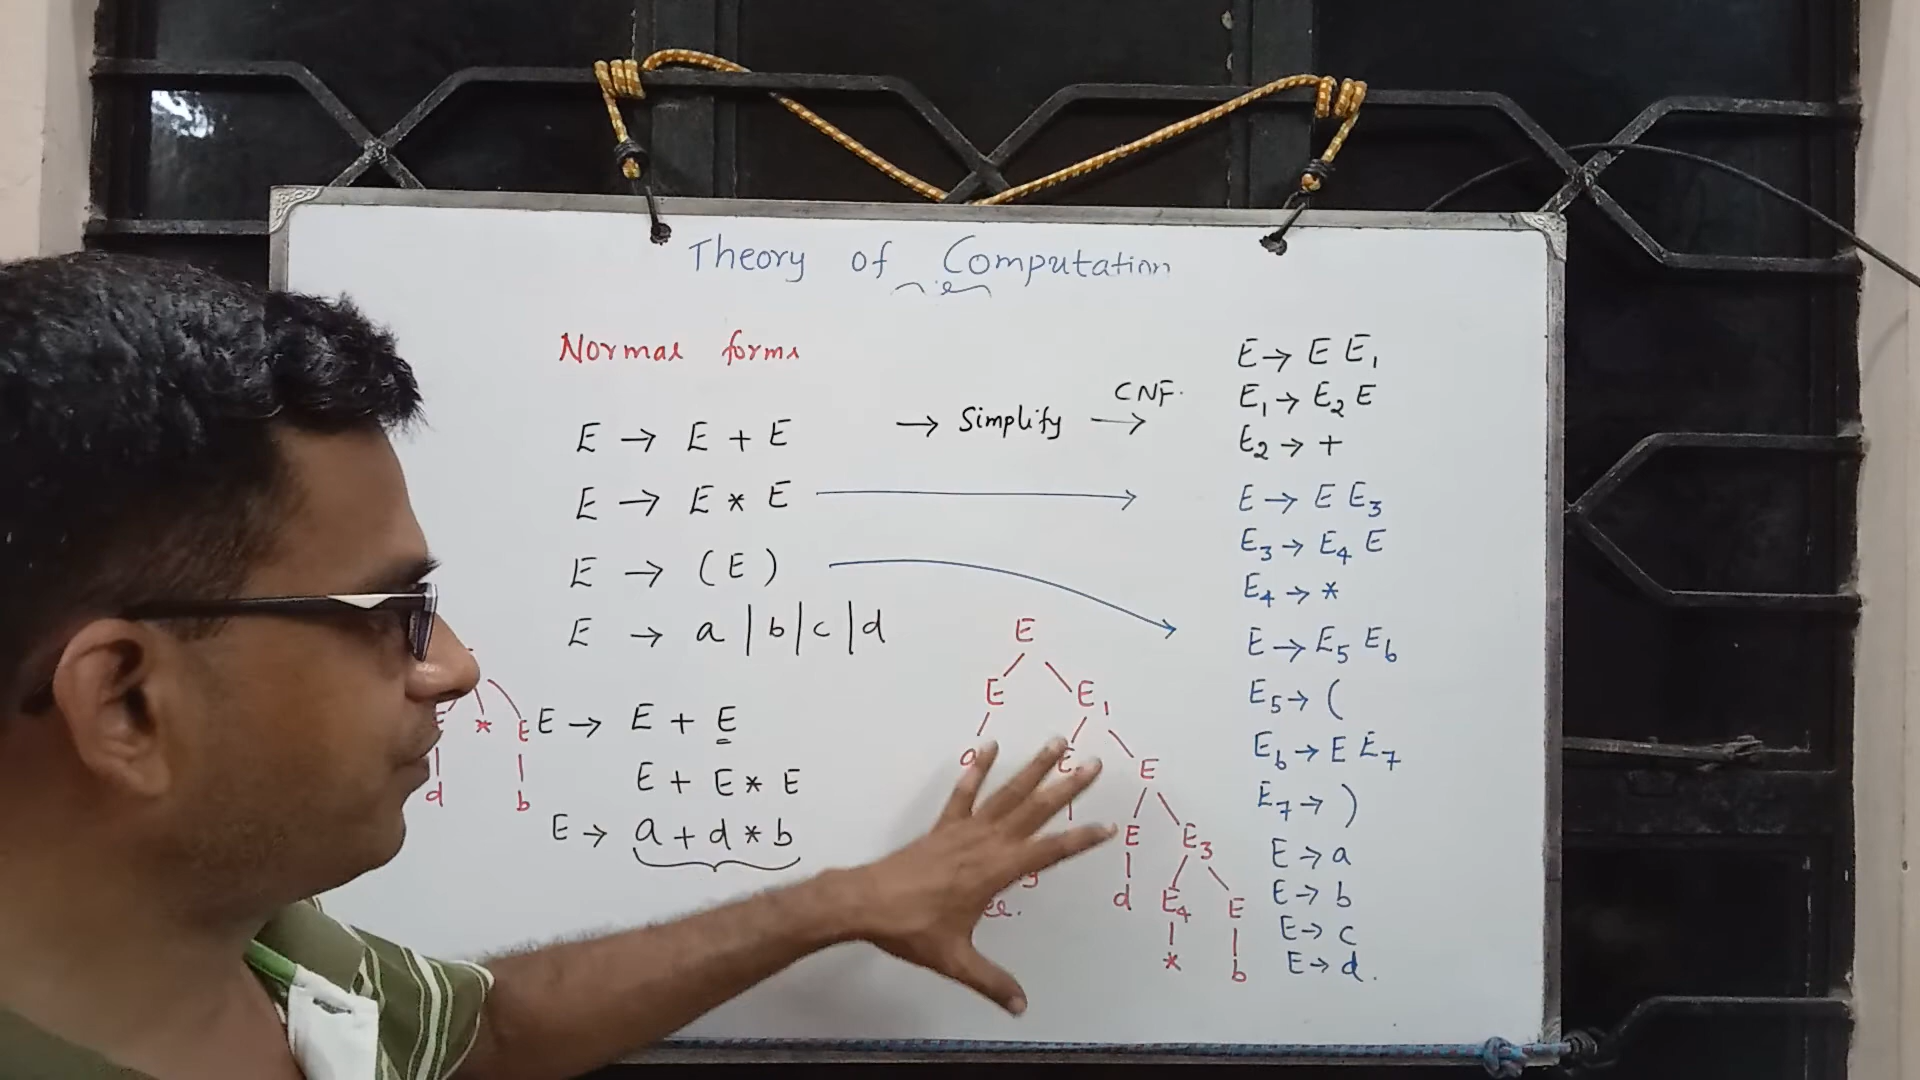 Theory of Computation
Normal forms
E → E + E
→ Simplify → CNF.
E → E * E
E → (E)
E → a | b | c | d
E → E + E
E + E * E
E → a + d * b
* E
d b
E
E E₁
a E
E E₃
d E₄ E
* b
E → E E₁
E₁ → E₂ E
E₂ → +
E → E E₃
E₃ → E₄ E
E₄ → *
E → E₅ E₆
E₅ → (
E₆ → E E₇
E₇ → )
E → a
E → b
E → c
E → d.